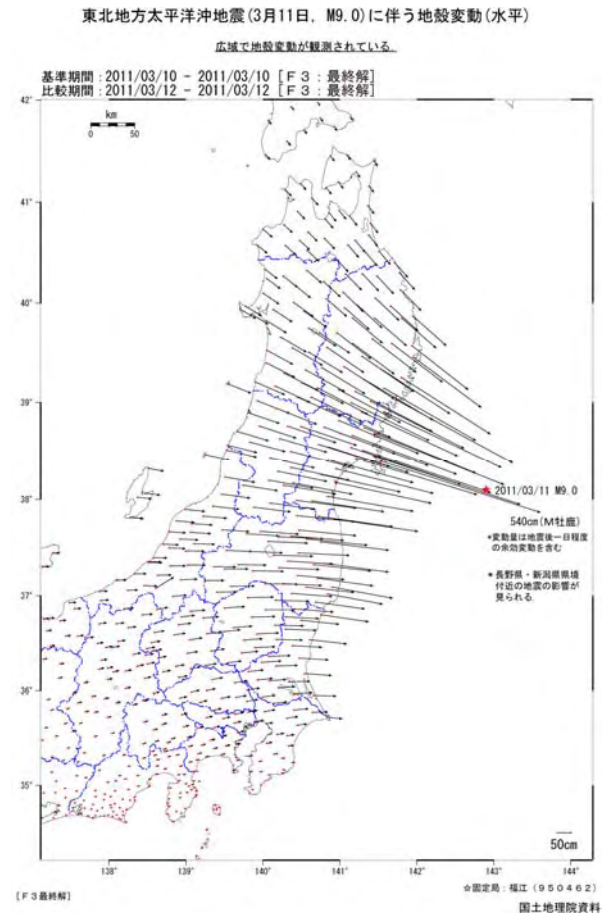 東北地方太平洋沖地震(3月11日, M9.0)に伴う地殻変動(水平)
広域で地殻変動が観測されている.
基準期間:2011/03/10 - 2011/03/10 [F3:最終解]
比較期間:2011/03/12 - 2011/03/12 [F3:最終解]
42°
km
0 50
41°
40°
39°
38°
2011/03/11 M9.0
540cm(M牡鹿)
*変動量は地震後一日程度
の余効変動を含む
*長野県・新潟県県境
付近の地震の影響が
見られる.
37°
36°
35°
50cm
138° 139° 140° 141° 142° 143° 144°
☆固定局:福江(950462)
[F3最終解]
国土地理院資料